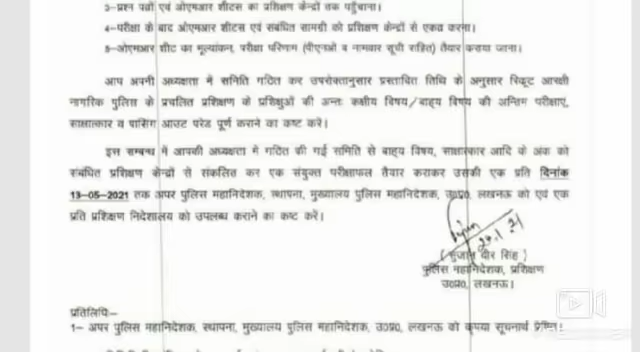 3-प्रश्न पत्रों एवं ओएमआर शीटस का प्रशिक्षण केन्द्रों तक पहुँचाना।
4-परीक्षा के बाद ओएमआर शीटस एवं संबंधित सामग्री को प्रशिक्षण केन्द्रों से एकत्र करना।
5-ओएमआर शीट का मूल्यांकन, परीक्षा परिणाम (पीएनओ व नामवार सूची सहित) तैयार कराया जाना।
आप अपनी अध्यक्षता में समिति गठित कर उपरोक्तानुसार प्रस्तावित तिथि के अनुसार रिकूट आरक्षी
नागरिक पुलिस के प्रचलित प्रशिक्षण के प्रशिक्षुओं की अन्तः कक्षीय विषय/बाह्य विषय की अन्तिम परीक्षाएं,
साक्षात्कार व पासिंग आउट परेड पूर्ण कराने का कष्ट करें।
इस सम्बन्ध में आपकी अध्यक्षता में गठित की गई समिति से बाह्य विषय, साक्षात्कार आदि के अंक को
संबंधित प्रशिक्षण केन्द्रों से संकलित कर एक संयुक्त परीक्षाफल तैयार कराकर उसकी एक प्रति दिनांक
13-05-2021 तक अपर पुलिस महानिदेशक, स्थापना, मुख्यालय पुलिस महानिदेशक, उ0प्र0, लखनऊ को एवं एक
प्रति प्रशिक्षण निदेशालय को उपलब्ध कराने का कष्ट करें।
(सुजान वीर सिंह)
पुलिस महानिदेशक, प्रशिक्षण
उ0प्र0, लखनऊ।
प्रतिलिपिः-
1- अपर पुलिस महानिदेशक, स्थापना, मुख्यालय पुलिस महानिदेशक, उ0प्र0, लखनऊ को कृपया सूचनार्थ प्रेषित।